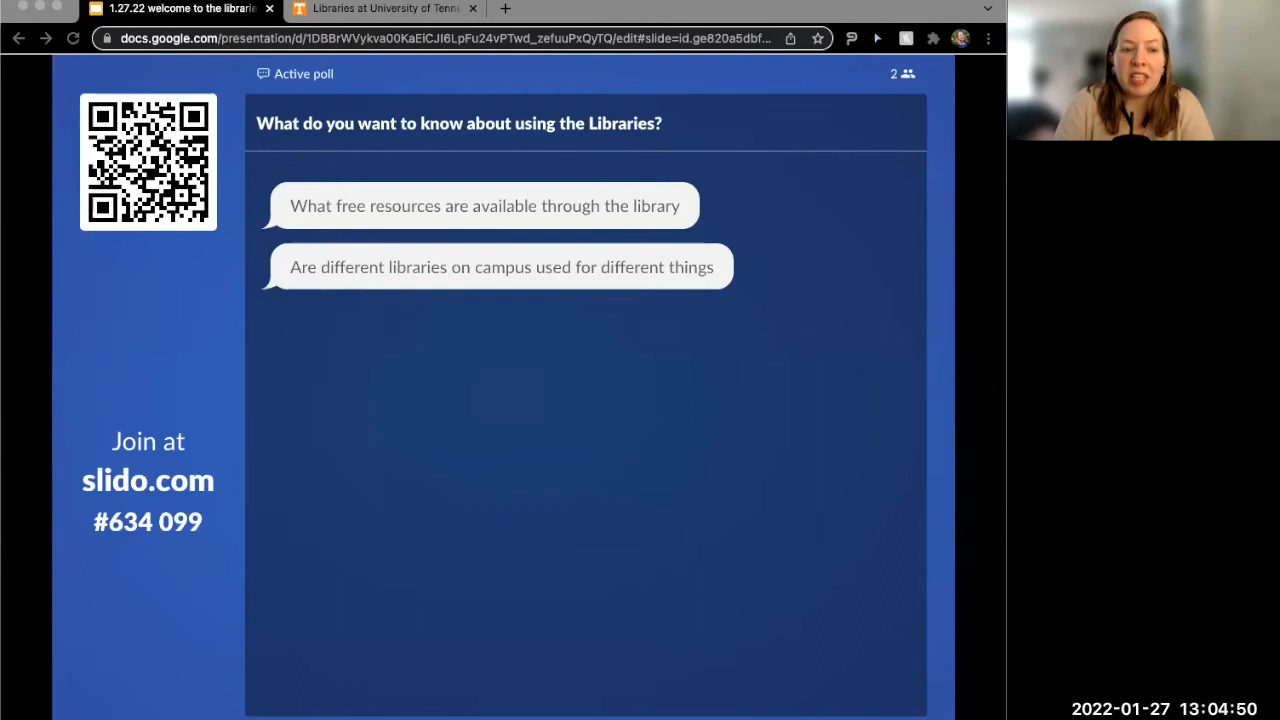 1.27.22 welcome to the librarie
Libraries at University of Tenne
docs.google.com/presentation/d/1DBBrWVykva00KaEiCJI6LpFu24vPTwd_zefuuPxQyTQ/edit#slide=id.ge820a5dbf...
Active poll
2
What do you want to know about using the Libraries?
What free resources are available through the library
Are different libraries on campus used for different things
Join at
slido.com
#634 099
2022-01-27 13:04:50